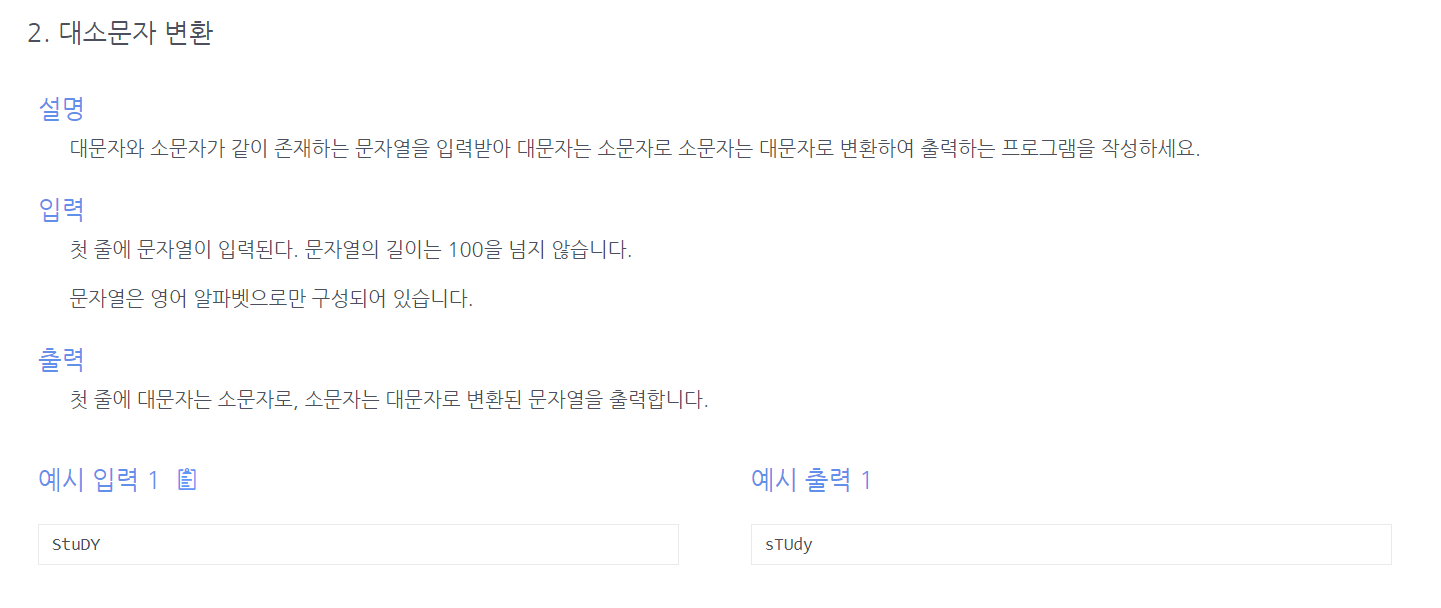 2. 대소문자 변환
설명
대문자와 소문자가 같이 존재하는 문자열을 입력받아 대문자는 소문자로 소문자는 대문자로 변환하여 출력하는 프로그램을 작성하세요.
입력
첫 줄에 문자열이 입력된다. 문자열의 길이는 100을 넘지 않습니다.
문자열은 영어 알파벳으로만 구성되어 있습니다.
출력
첫 줄에 대문자는 소문자로, 소문자는 대문자로 변환된 문자열을 출력합니다.
예시 입력 1
StuDY
예시 출력 1
sTUdy